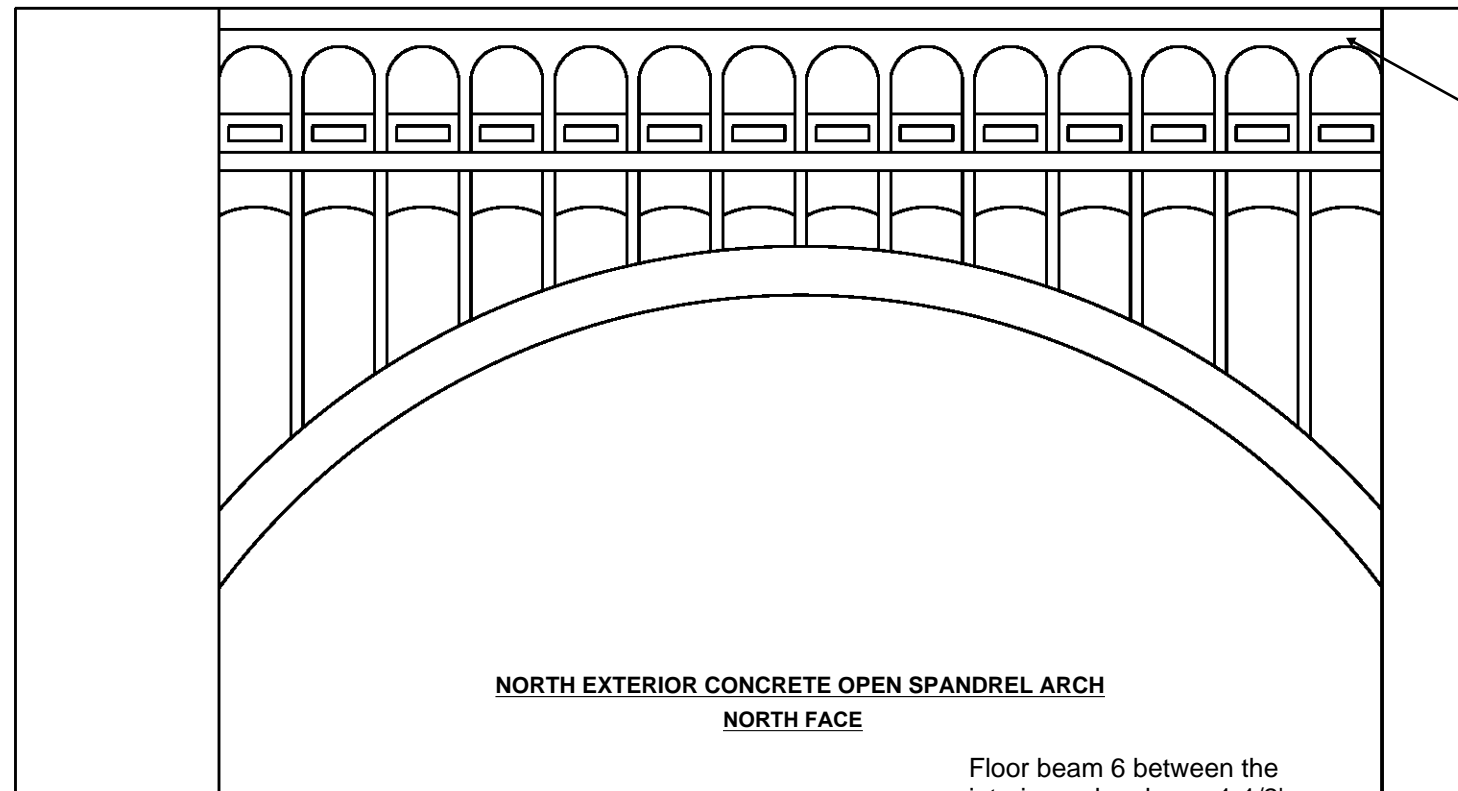 NORTH EXTERIOR CONCRETE OPEN SPANDREL ARCH
NORTH FACE
Floor beam 6 between the